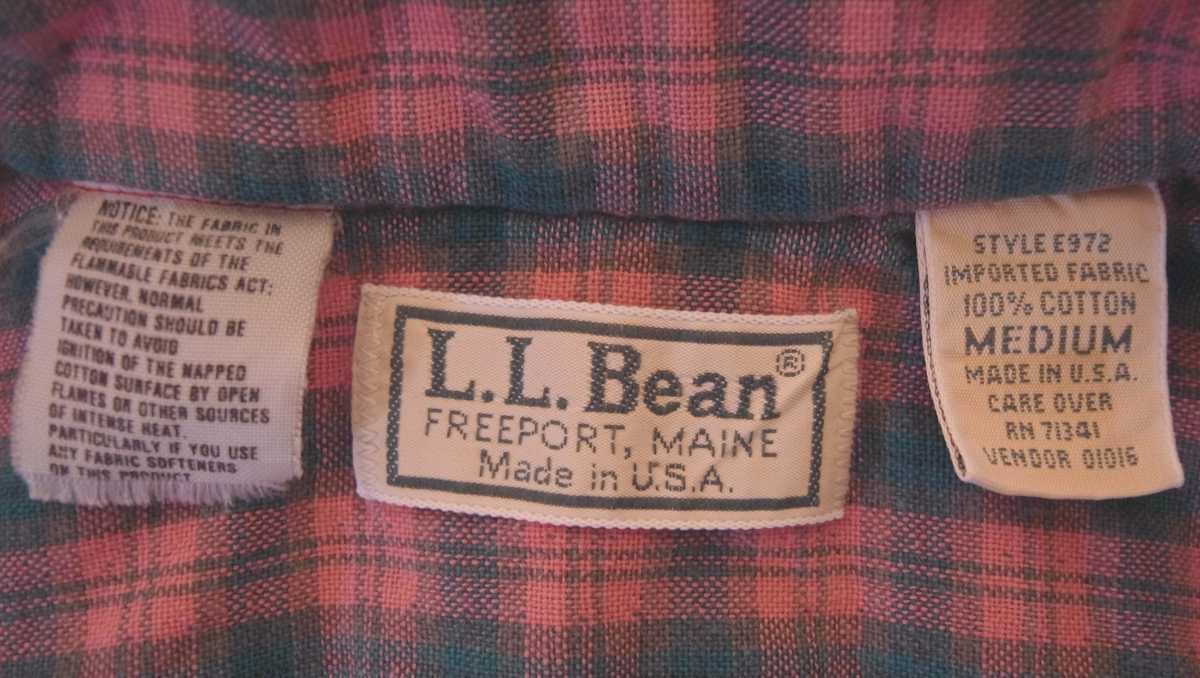 NOTICE: THE FABRIC IN
THIS PRODUCT MEETS THE
REQUIREMENTS OF THE
FLAMMABLE FABRICS ACT;
HOWEVER, NORMAL
PRECAUTION SHOULD BE
TAKEN TO AVOID
IGNITION OF THE NAPPED
COTTON SURFACE BY OPEN
FLAMES OR OTHER SOURCES
OF INTENSE HEAT.
PARTICULARLY IF YOU USE
ANY FABRIC SOFTENERS
ON THIS PRODUCT
L.L.Bean®
FREEPORT, MAINE
Made in U.S.A.
STYLE E972
IMPORTED FABRIC
100% COTTON
MEDIUM
MADE IN U.S.A.
CARE OVER
RN 71341
VENDOR 01016